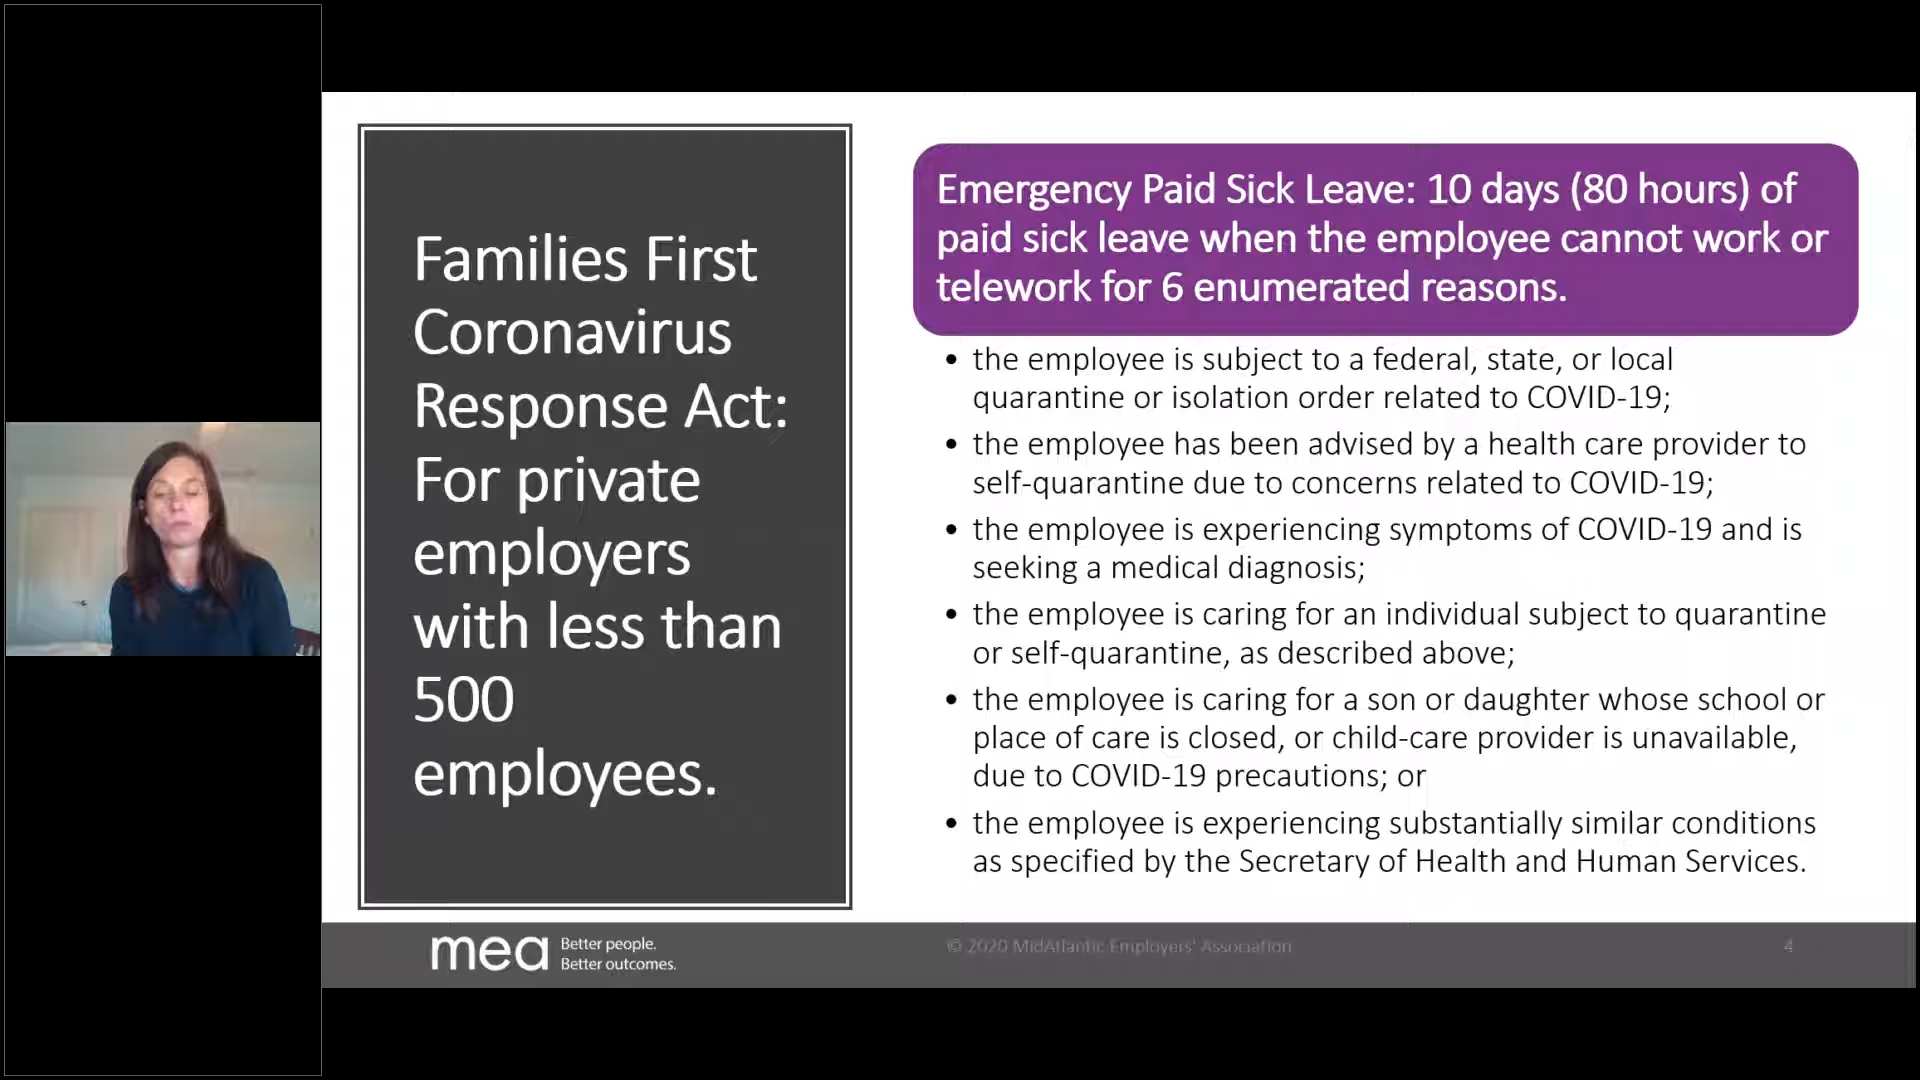 Families First
Coronavirus
Response Act:
For private
employers
with less than
500
employees.
Emergency Paid Sick Leave: 10 days (80 hours) of
paid sick leave when the employee cannot work or
telework for 6 enumerated reasons.
• the employee is subject to a federal, state, or local
quarantine or isolation order related to COVID-19;
• the employee has been advised by a health care provider to
self-quarantine due to concerns related to COVID-19;
• the employee is experiencing symptoms of COVID-19 and is
seeking a medical diagnosis;
• the employee is caring for an individual subject to quarantine
or self-quarantine, as described above;
• the employee is caring for a son or daughter whose school or
place of care is closed, or child-care provider is unavailable,
due to COVID-19 precautions; or
• the employee is experiencing substantially similar conditions
as specified by the Secretary of Health and Human Services.
mea
Better people.
Better outcomes.
© 2020 MidAtlantic Employers' Association
4